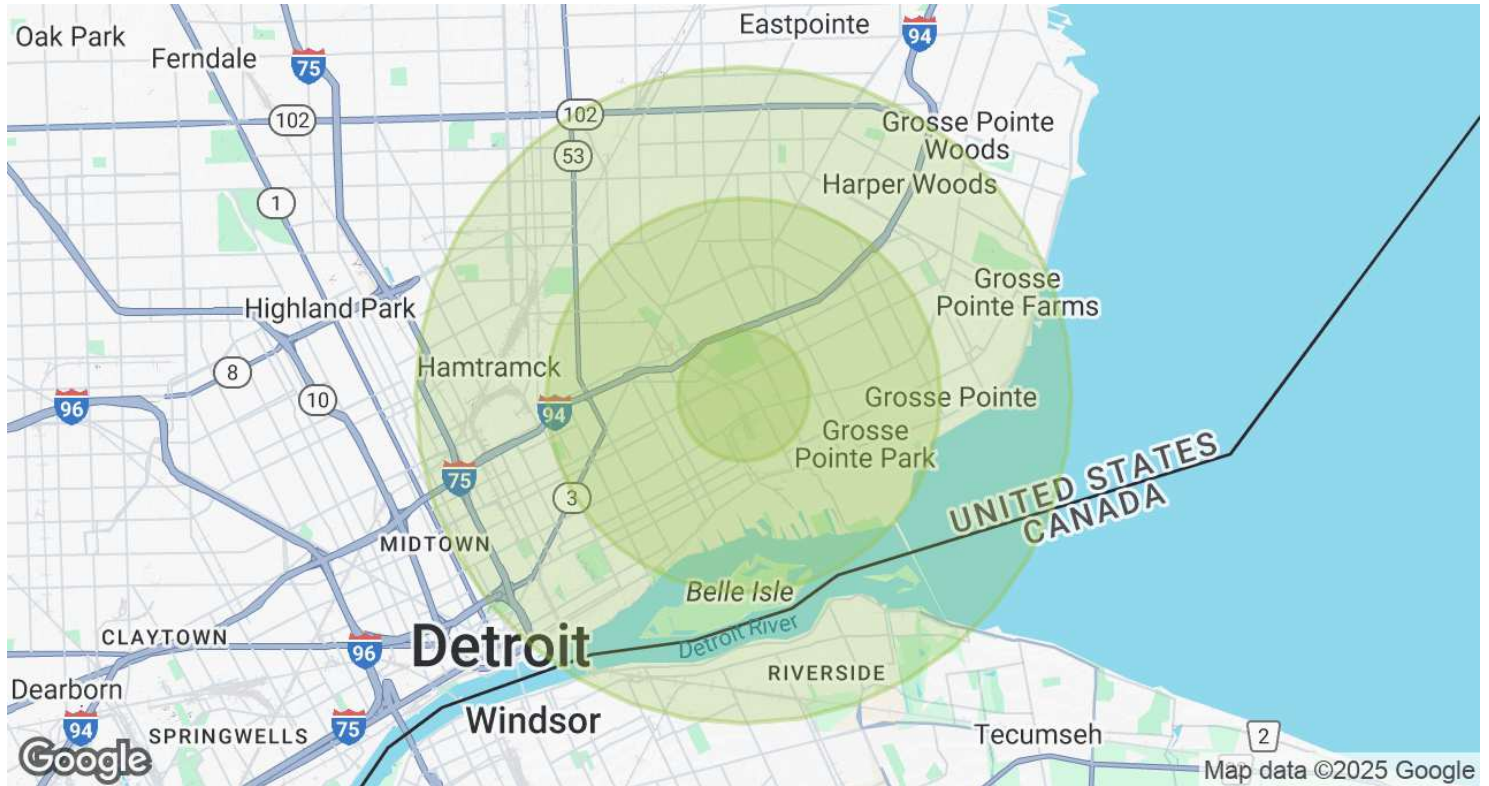 Oak Park
Ferndale
75
Eastpointe
94
102
102
53
Grosse Pointe
Woods
Harper Woods
1
Grosse
Pointe Farms
Highland Park
8
Hamtramck
10
96
94
Grosse Pointe
Grosse
Pointe Park
75
3
UNITED STATES
CANADA
MIDTOWN
Belle Isle
Detroit River
CLAYTOWN
96
Detroit
RIVERSIDE
Dearborn
94
SPRINGWELLS
75
Windsor
Tecumseh
2
Google
Map data ©2025 Google